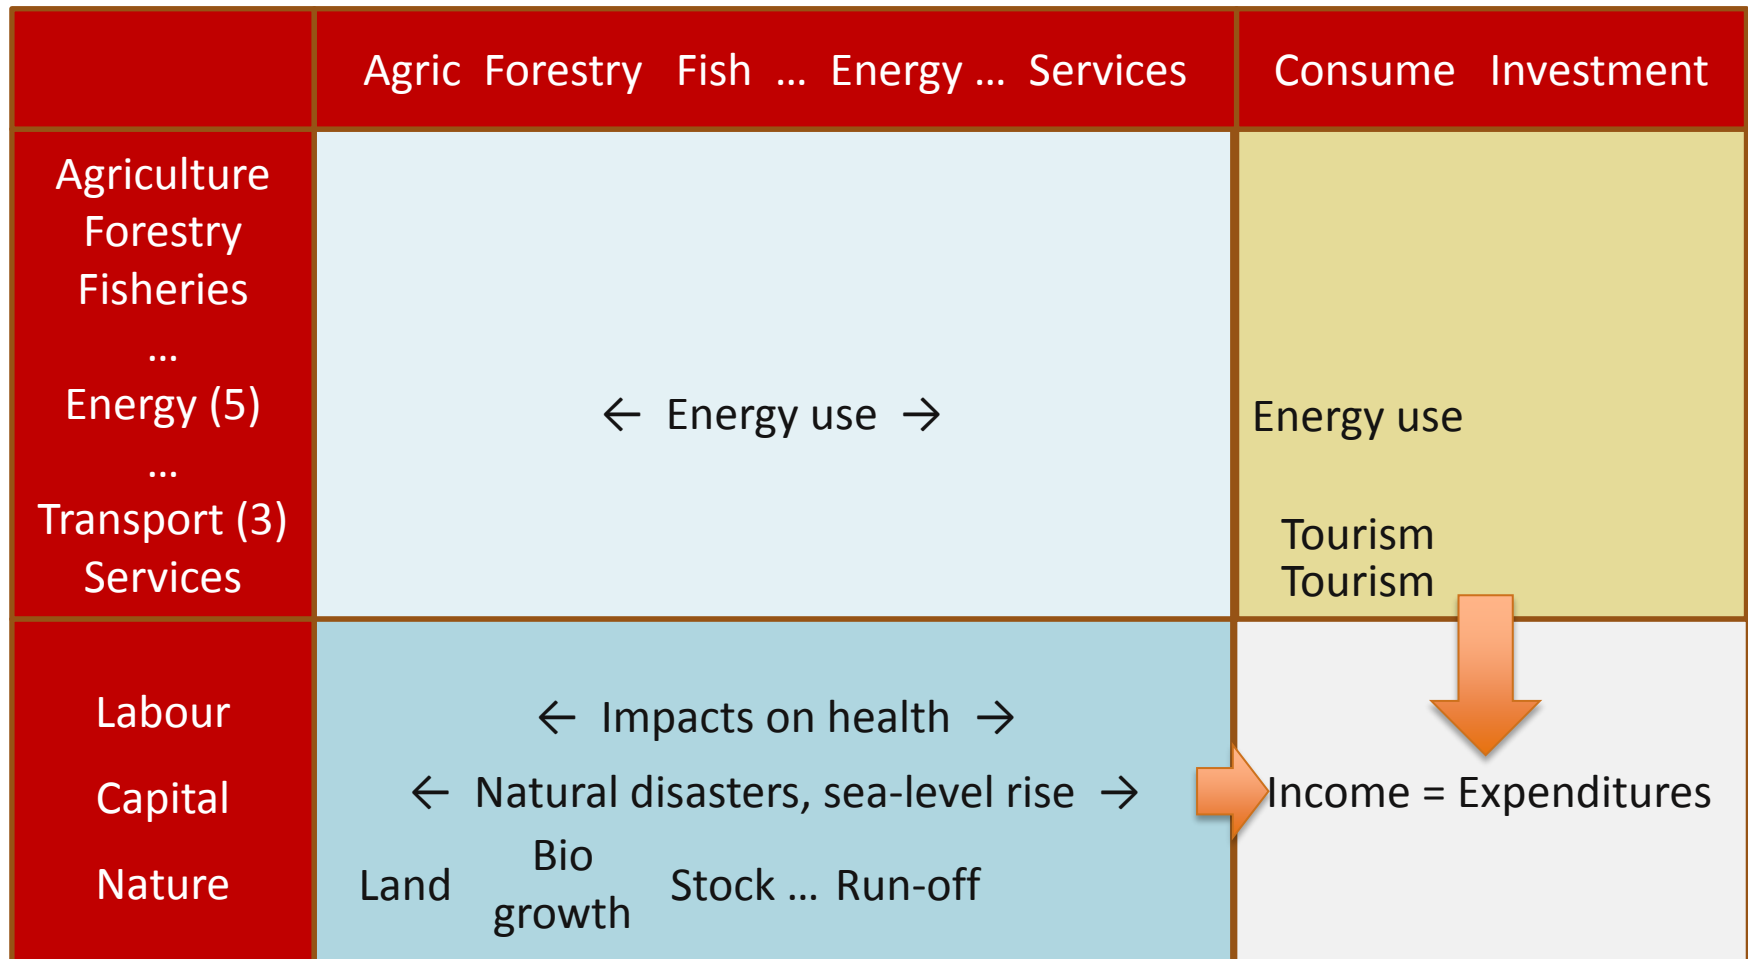 Agric Forestry Fish ... Energy ... Services
Consume Investment
Agriculture
Forestry
Fisheries
...
Energy (5)
...
Transport (3)
Services
← Energy use →
Energy use
Tourism
Tourism
Labour
Capital
Nature
← Impacts on health →
← Natural disasters, sea-level rise →
Land Bio growth Stock ... Run-off
Income = Expenditures